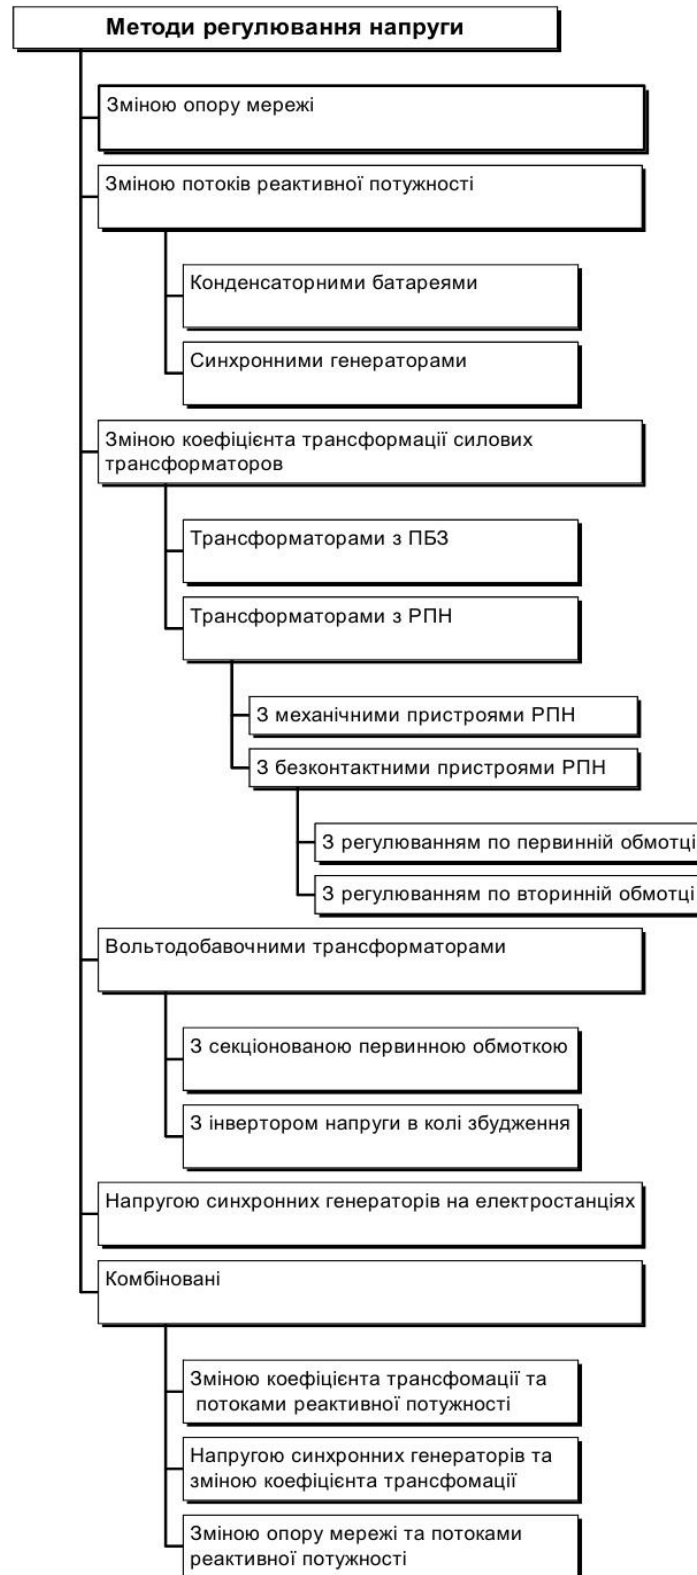 Методи регулювання напруги
Зміною опору мережі
Зміною потоків реактивної потужності
Конденсаторними батареями
Синхронними генераторами
Зміною коефіцієнта трансформації силових
трансформаторов
Трансформаторами з ПБЗ
Трансформаторами з РПН
З механічними пристроями РПН
З безконтактними пристроями РПН
З регулюванням по первинній обмотці
З регулюванням по вторинній обмотці
Вольтодобавочними трансформаторами
З секціонованою первинною обмоткою
З інвертором напруги в колі збудження
Напругою синхронних генераторів на електростанціях
Комбіновані
Зміною коефіцієнта трансфомації та
потоками реактивної потужності
Напругою синхронних генераторів та
зміною коефіцієнта трансфомації
Зміною опору мережі та потоками
реактивної потужності